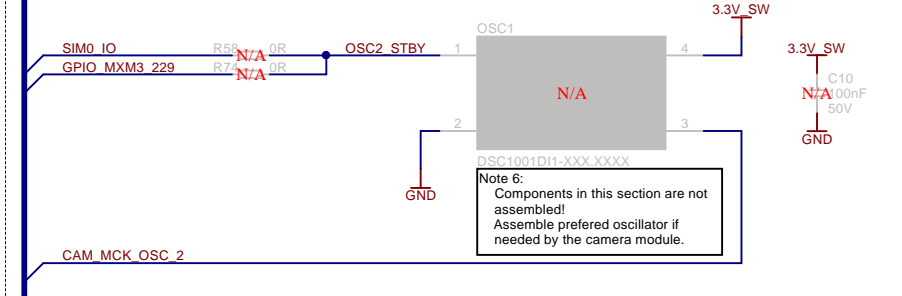 3.3V_SW
OSC1
SIM0_IO
R58
0R
N/A
OSC2_STBY
1
4
3.3V_SW
GPIO_MXM3_229
R74
0R
N/A
N/A
C10
N/A
100nF
50V
2
3
GND
DSC1001DI1-XXX.XXXX
GND
Note 6:
Components in this section are not
assembled!
Assemble prefered oscillator if
needed by the camera module.
CAM_MCK_OSC_2